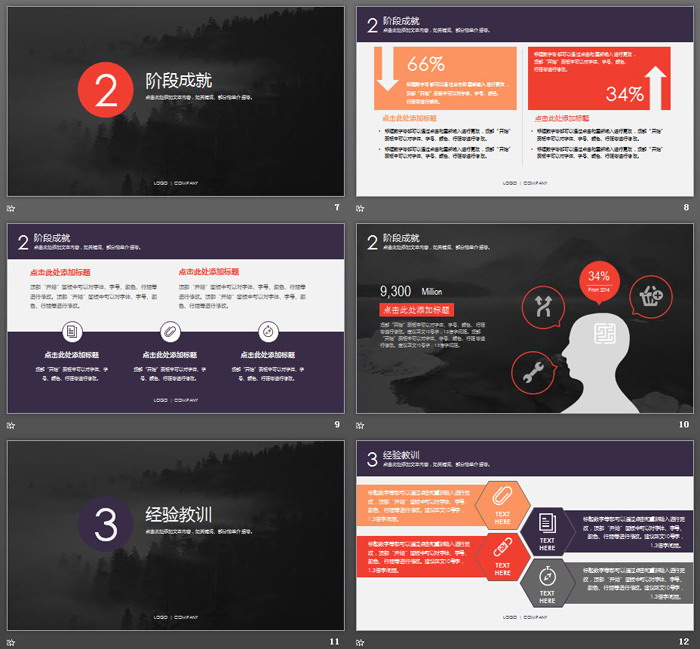 2
阶段成就
点击此处添加文本内容，如关键词、部分简单介绍等。
LOGO | COMPANY
7
2 阶段成就
点击此处添加文本内容，如关键词、部分简单介绍等。
66%
标题数字等都可以通过点击和重新输入进行更改，
顶部“开始”面板中可以对字体、字号、颜色、
行距等进行修改。
点击此处添加标题
标题数字等都可以通过点击和重新输入进行更改，顶部“开始”
面板中可以对字体、字号、颜色、行距等进行修改。
标题数字等都可以通过点击和重新输入进行更改，顶部“开始”
面板中可以对字体、字号、颜色、行距等进行修改。
标题数字等都可以通过点击和重新输入进行更改，
顶部“开始”面板中可以对字体、字号、颜色、
行距等进行修改。
34%
点击此处添加标题
标题数字等都可以通过点击和重新输入进行更改，顶部“开始”
面板中可以对字体、字号、颜色、行距等进行修改。
标题数字等都可以通过点击和重新输入进行更改，顶部“开始”
面板中可以对字体、字号、颜色、行距等进行修改。
LOGO | COMPANY
8
2 阶段成就
点击此处添加文本内容，如关键词、部分简单介绍等。
点击此处添加标题
顶部“开始”面板中可以对字体、字号、颜色、行距等
进行修改。顶部“开始”面板中可以对字体、字号、颜
色、行距等进行修改。
点击此处添加标题
顶部“开始”面板中可以对字体、字号、颜色、行距等
进行修改。顶部“开始”面板中可以对字体、字号、颜
色、行距等进行修改。
点击此处添加标题
顶部“开始”面板中可以对字体、字
号、颜色、行距等进行修改。
点击此处添加标题
顶部“开始”面板中可以对字体、字
号、颜色、行距等进行修改。
点击此处添加标题
顶部“开始”面板中可以对字体、字
号、颜色、行距等进行修改。
LOGO | COMPANY
9
2 阶段成就
点击此处添加文本内容，如关键词、部分简单介绍等。
9,300 Million
点击此处添加标题
顶部“开始”面板中可以对字体、字号、颜色、行距
等进行修改。建议正文10号字，1.3倍字间距。顶部
“开始”面板中可以对字体、字号、颜色、行距等进
行修改。建议正文10号字，1.3倍字间距。
34%
From 2014
10
3
经验教训
点击此处添加文本内容，如关键词、部分简单介绍等。
LOGO | COMPANY
11
3 经验教训
点击此处添加文本内容，如关键词、部分简单介绍等。
标题数字等都可以通过点击和重新输入进行更
改，顶部“开始”面板中可以对字体、字号、
颜色、行距等进行修改。建议正文10号字，
1.3倍字间距。
TEXT
HERE
TEXT
HERE
标题数字等都可以通过点击和重新输入进行更
改，顶部“开始”面板中可以对字体、字号、
颜色、行距等进行修改。建议正文10号字，
1.3倍字间距。
标题数字等都可以通过点击和重新输入进行更
改，顶部“开始”面板中可以对字体、字号、
颜色、行距等进行修改。建议正文10号字，
1.3倍字间距。
TEXT
HERE
TEXT
HERE
标题数字等都可以通过点击和重新输入进行更
改，顶部“开始”面板中可以对字体、字号、
颜色、行距等进行修改。建议正文10号字，
1.3倍字间距。
LOGO | COMPANY
12